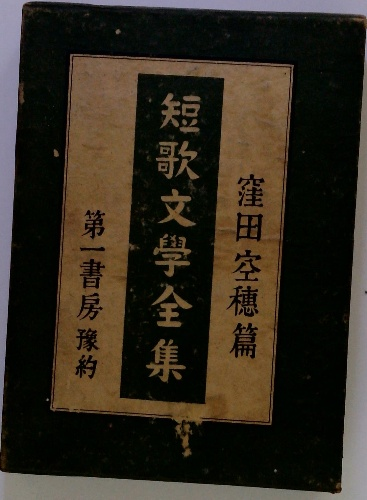 窪田空穗篇
短歌文學全集
第一書房豫約